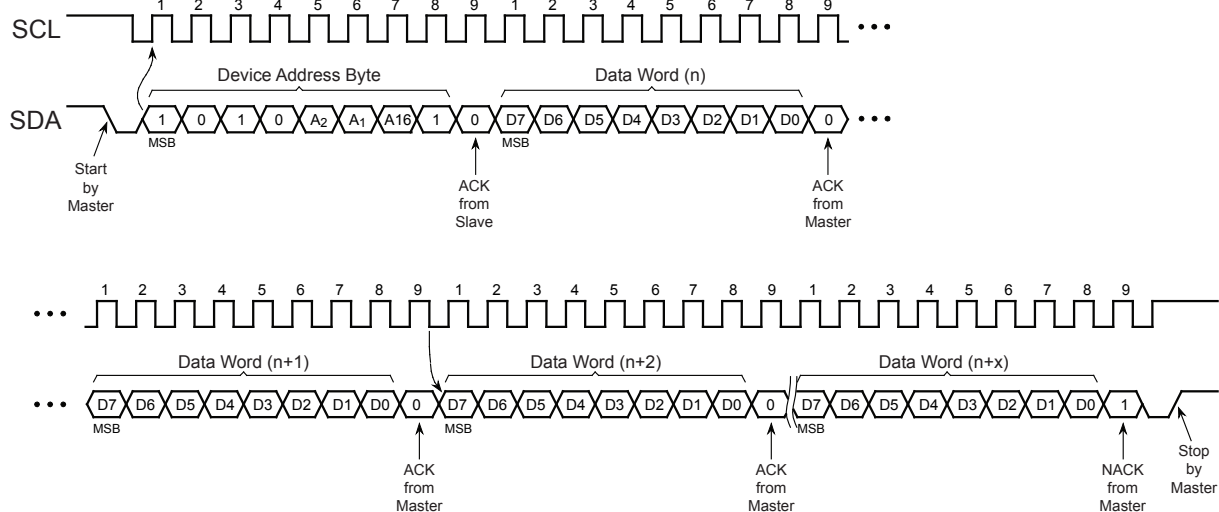 1 2 3 4 5 6 7 8 9 1 2 3 4 5 6 7 8 9
SCL
Device Address Byte Data Word (n)
SDA 1 0 1 0 A2 A1 A16 1 0 D7 D6 D5 D4 D3 D2 D1 D0 0
MSB MSB
Start
by
Master
ACK
from
Slave
ACK
from
Master
1 2 3 4 5 6 7 8 9 1 2 3 4 5 6 7 8 9 1 2 3 4 5 6 7 8 9
Data Word (n+1) Data Word (n+2) Data Word (n+x)
D7 D6 D5 D4 D3 D2 D1 D0 0 D7 D6 D5 D4 D3 D2 D1 D0 0 D7 D6 D5 D4 D3 D2 D1 D0 1
MSB MSB MSB
ACK
from
Master
ACK
from
Master
NACK
from
Master
Stop
by
Master